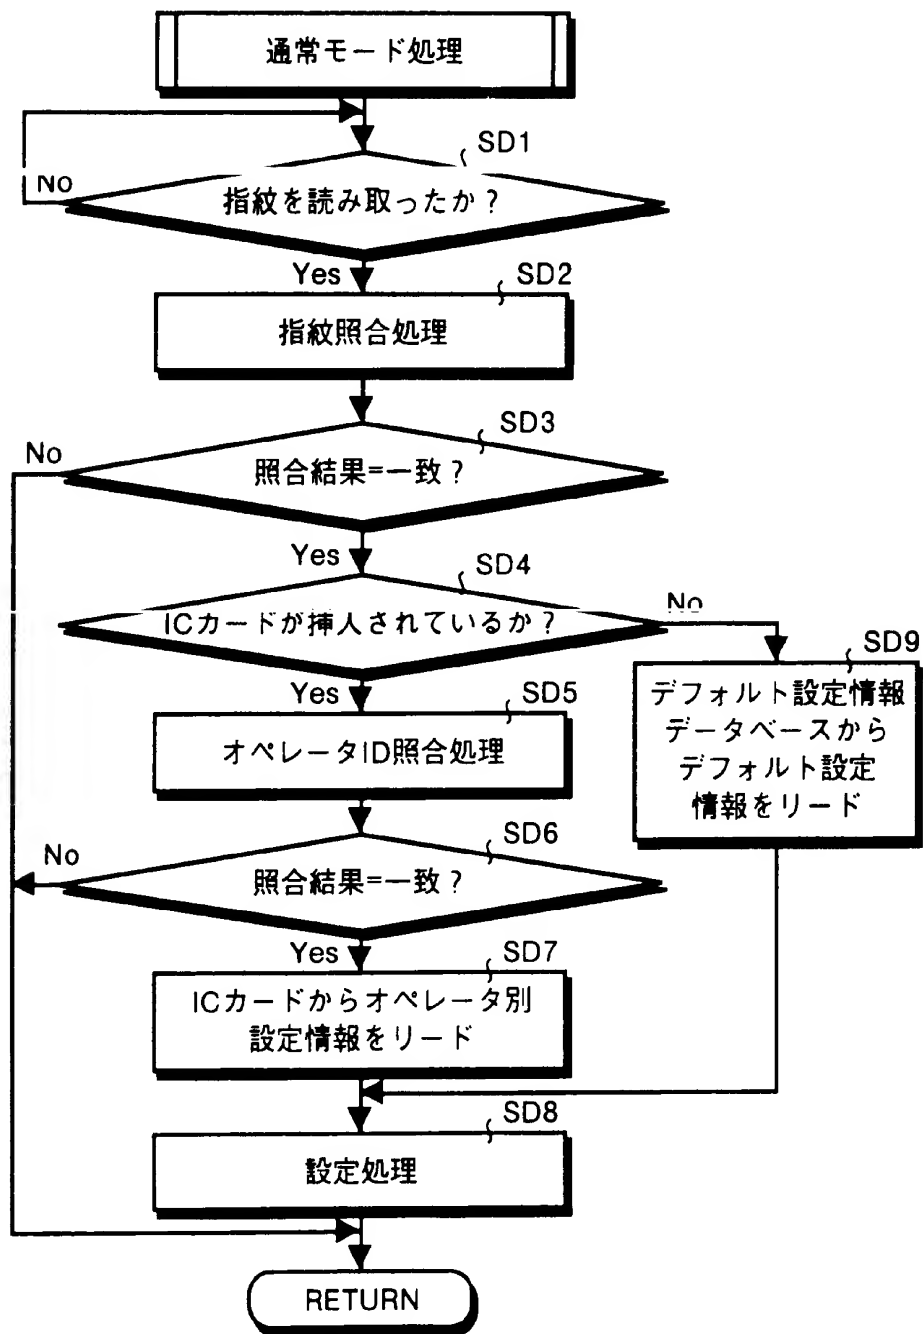 通常モード処理
SD1
No
指紋を読み取ったか？
Yes
SD2
指紋照合処理
SD3
No
照合結果=一致？
Yes
SD4
ICカードが挿入されているか？
No
SD9
デフォルト設定情報
データベースから
デフォルト設定
情報をリード
Yes
SD5
オペレータID照合処理
SD6
No
照合結果=一致？
Yes
SD7
ICカードからオペレータ別
設定情報をリード
SD8
設定処理
RETURN